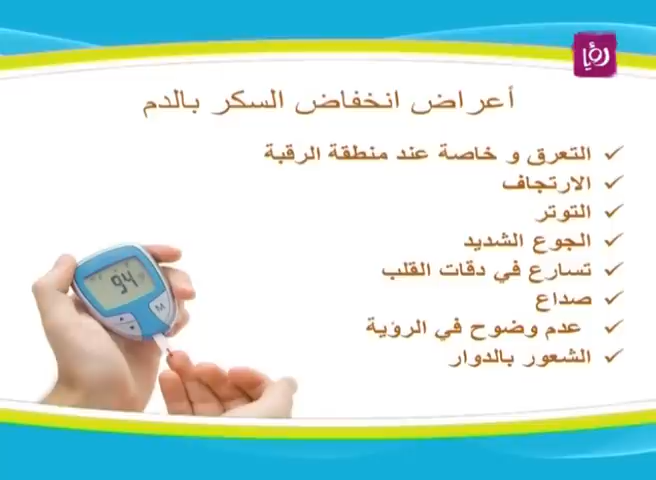 رؤيا
أعراض انخفاض السكر بالدم
التعرق و خاصة عند منطقة الرقبة
الارتجاف
التوتر
الجوع الشديد
تسارع في دقات القلب
صداع
عدم وضوح في الرؤية
الشعور بالدوار
94
M